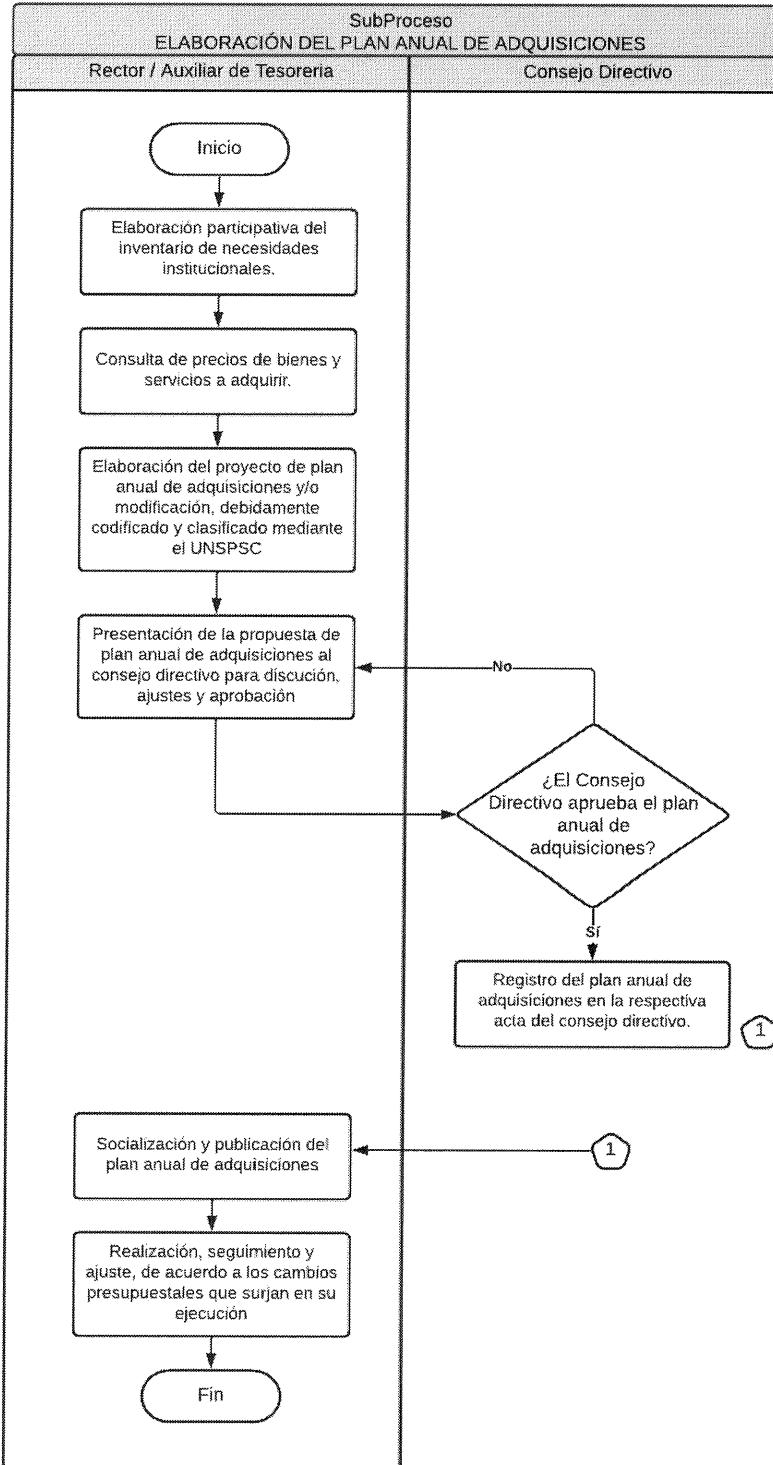 SubProceso
ELABORACIÓN DEL PLAN ANUAL DE ADQUISICIONES
Rector / Auxiliar de Tesoreria
Consejo Directivo
Inicio
Elaboración participativa del
inventario de necesidades
institucionales.
Consulta de precios de bienes y
servicios a adquirir.
Elaboración del proyecto de plan
anual de adquisiciones y/o
modificación, debidamente
codificado y clasificado mediante
el UNSPSC
Presentación de la propuesta de
plan anual de adquisiciones al
consejo directivo para discución,
ajustes y aprobación
No
¿El Consejo
Directivo aprueba el plan
anual de
adquisiciones?
Sí
Registro del plan anual de
adquisiciones en la respectiva
acta del consejo directivo.
1
Socialización y publicación del
plan anual de adquisiciones
1
Realización, seguimiento y
ajuste, de acuerdo a los cambios
presupuestales que surjan en su
ejecución
Fin